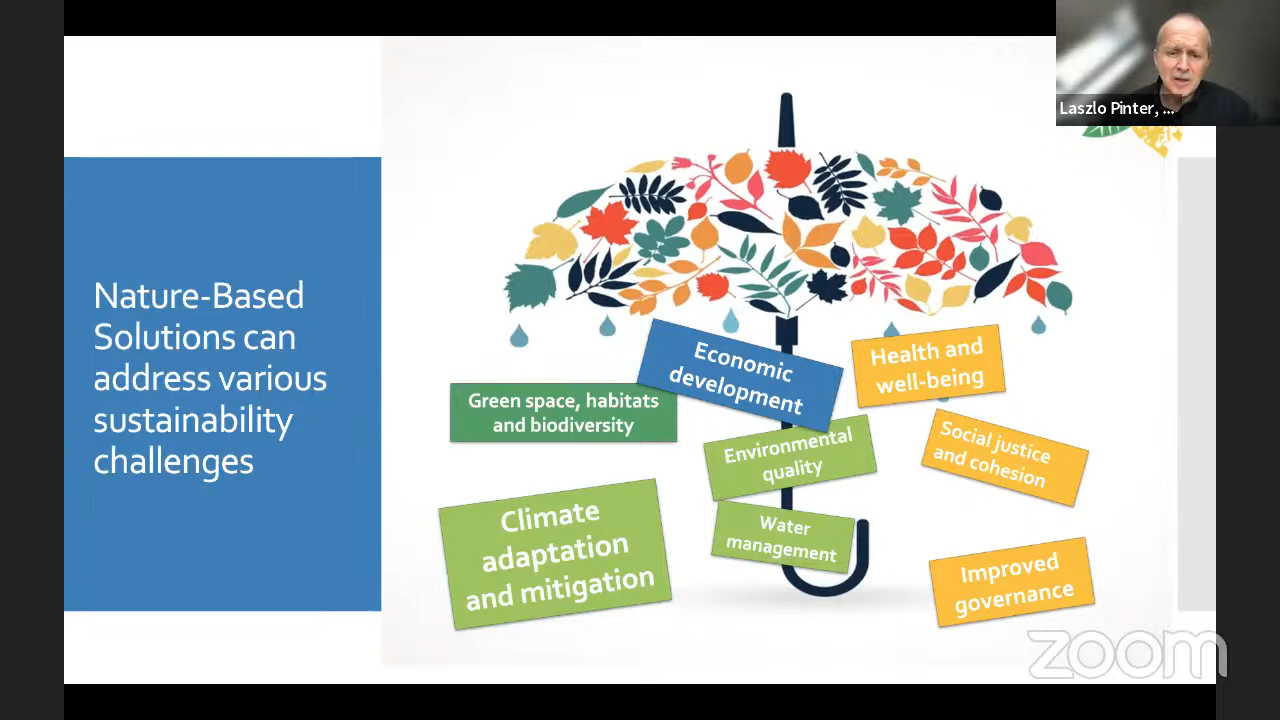 Laszlo Pinter, ...
Nature-Based
Solutions can
address various
sustainability
challenges
Economic
development
Health and
well-being
Green space, habitats
and biodiversity
Environmental
quality
Social justice
and cohesion
Climate
adaptation
and mitigation
Water
management
Improved
governance
zoom